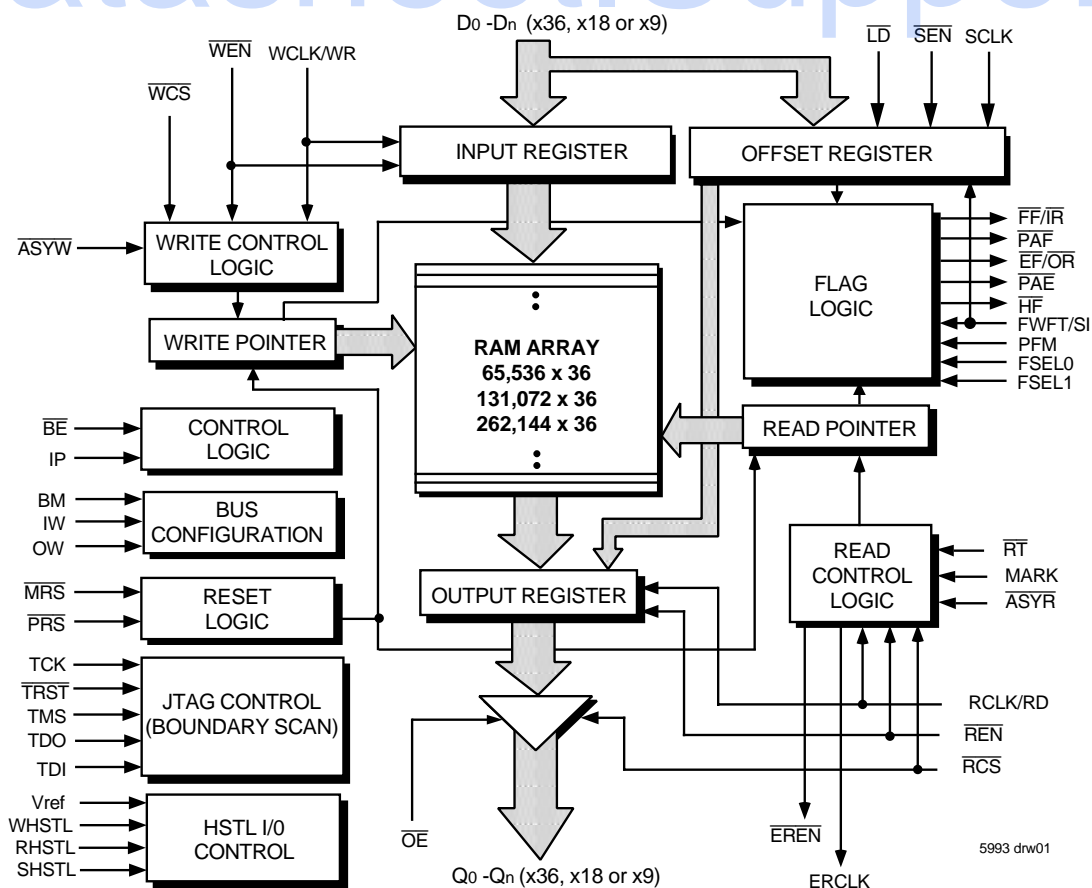 datasheet.Support
D0 -Dn (x36, x18 or x9)
WEN
WCLK/WR
WCS
LD
SEN
SCLK
INPUT REGISTER
OFFSET REGISTER
ASYW
WRITE CONTROL
LOGIC
WRITE POINTER
FLAG
LOGIC
FF/IR
PAF
EF/OR
PAE
HF
FWFT/SI
PFM
FSEL0
FSEL1
RAM ARRAY
65,536 x 36
131,072 x 36
262,144 x 36
READ POINTER
BE
IP
CONTROL
LOGIC
BM
IW
OW
BUS
CONFIGURATION
MRS
PRS
RESET
LOGIC
OUTPUT REGISTER
READ
CONTROL
LOGIC
RT
MARK
ASYR
TCK
TRST
TMS
TDO
TDI
JTAG CONTROL
(BOUNDARY SCAN)
RCLK/RD
REN
RCS
OE
Vref
WHSTL
RHSTL
SHSTL
HSTL I/0
CONTROL
EREN
ERCLK
Q0 -Qn (x36, x18 or x9)
5993 drw01